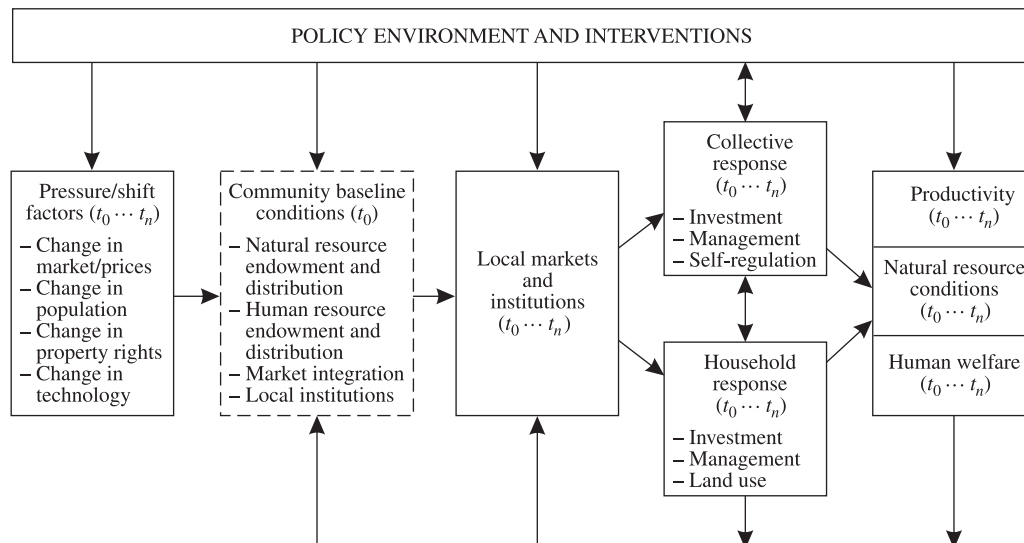 POLICY ENVIRONMENT AND INTERVENTIONS
Pressure/shift
factors (t₀ ⋯ tₙ)
– Change in
market/prices
– Change in
population
– Change in
property rights
– Change in
technology
Community baseline
conditions (t₀)
– Natural resource
endowment and
distribution
– Human resource
endowment and
distribution
– Market integration
– Local institutions
Local markets
and
institutions
(t₀ ⋯ tₙ)
Collective
response
(t₀ ⋯ tₙ)
– Investment
– Management
– Self-regulation
Household
response
(t₀ ⋯ tₙ)
– Investment
– Management
– Land use
Productivity
(t₀ ⋯ tₙ)
Natural resource
conditions
(t₀ ⋯ tₙ)
Human welfare
(t₀ ⋯ tₙ)